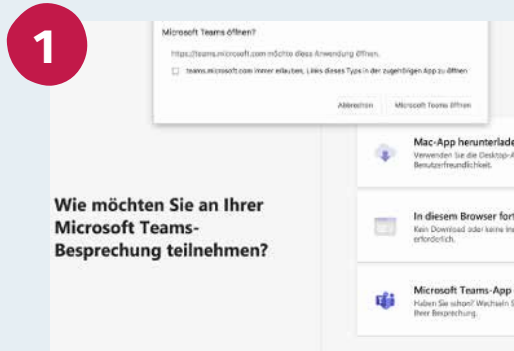 1
Microsoft Teams öffnen?
https://teams.microsoft.com möchte diese Anwendung öffnen.
teams.microsoft.com immer erlauben, Links dieses Typs in der zugehörigen App zu öffnen
Abbrechen Microsoft Teams öffnen
Wie möchten Sie an Ihrer
Microsoft Teams-
Besprechung teilnehmen?
Mac-App herunterlade
Verwenden Sie die Desktop-A
Benutzerfreundlichkeit.
In diesem Browser fort
Kein Download oder keine Ins
erforderlich.
Microsoft Teams-App
Haben Sie schon? Wechseln S
Ihrer Besprechung.